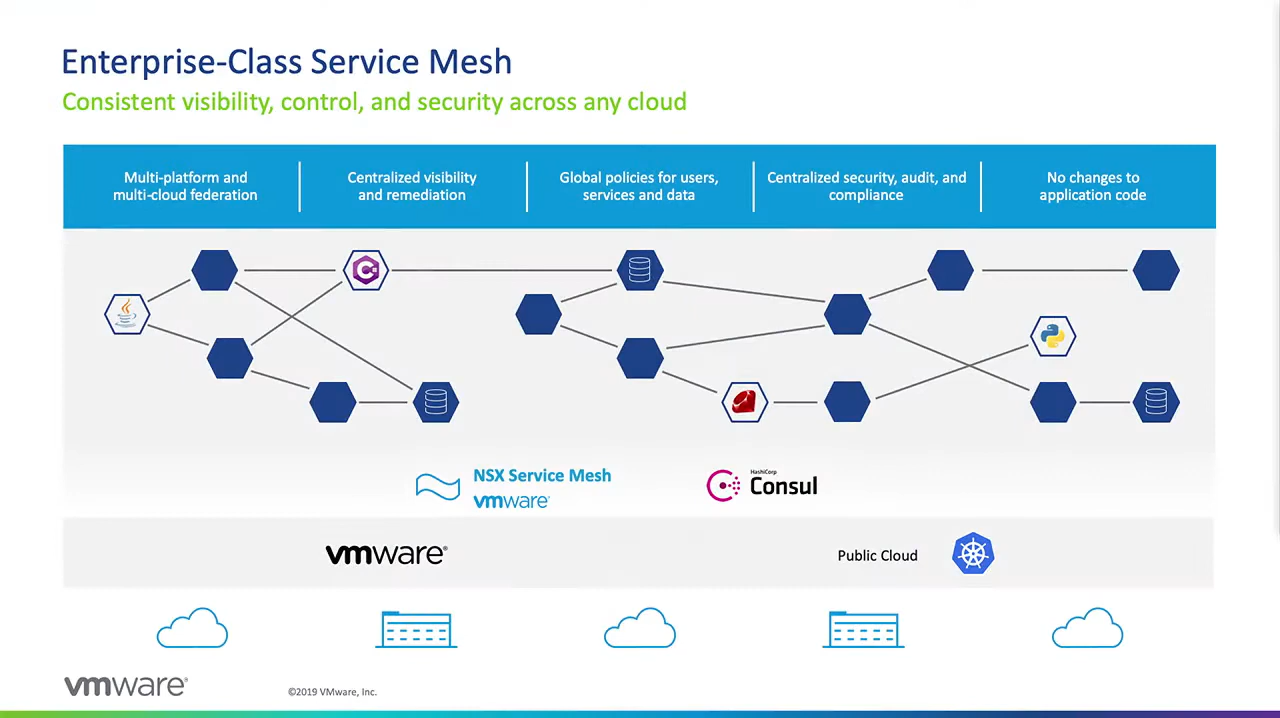 Enterprise-Class Service Mesh
Consistent visibility, control, and security across any cloud
Multi-platform and
multi-cloud federation
Centralized visibility
and remediation
Global policies for users,
services and data
Centralized security, audit, and
compliance
No changes to
application code
NSX Service Mesh
vmware®
HashiCorp
Consul
vmware®
Public Cloud
vmware®
©2019 VMware, Inc.